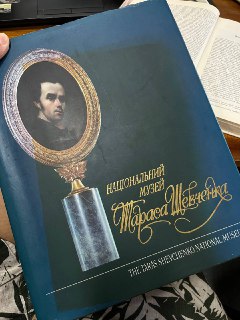 НАЦІОНАЛЬНИЙ
МУЗЕЙ
Тараса Шевченка
THE TARAS SHEVCHENKO NATIONAL MUSEUM